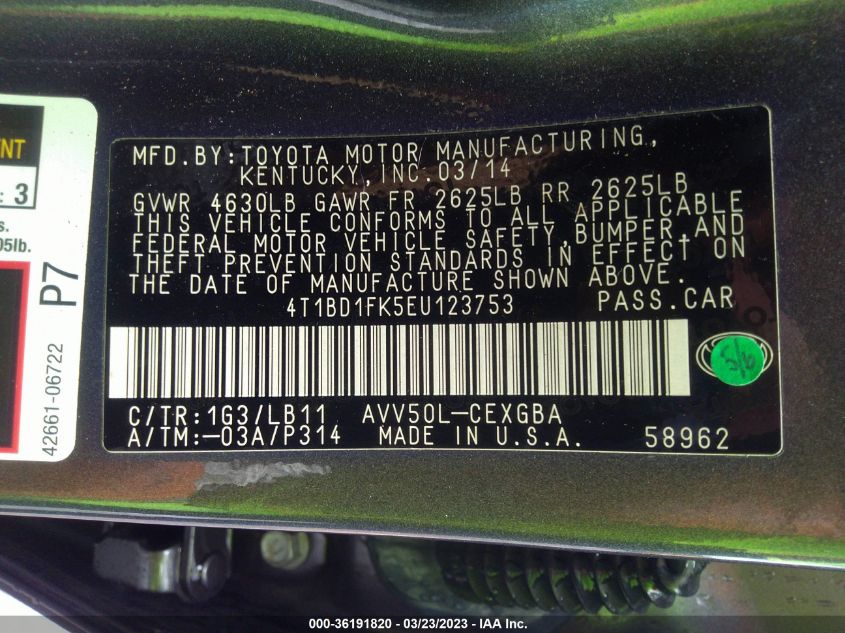 MFD.BY:TOYOTA MOTOR MANUFACTURING,
KENTUCKY,INC.03/14
GVWR 4630LB GAWR FR 2625LB RR 2625LB
THIS VEHICLE CONFORMS TO ALL APPLICABLE
FEDERAL MOTOR VEHICLE SAFETY,BUMPER,AND
THEFT PREVENTION STANDARDS IN EFFECT ON
THE DATE OF MANUFACTURE SHOWN ABOVE.
4T1BD1FK5EU123753 PASS.CAR
C/TR:1G3/LB11 AVV50L-CEXGBA
A/TM:-03A/P314 MADE IN U.S.A. 58962
: 3
05lb.
P7
42661-06722
000-36191820 - 03/23/2023 - IAA Inc.